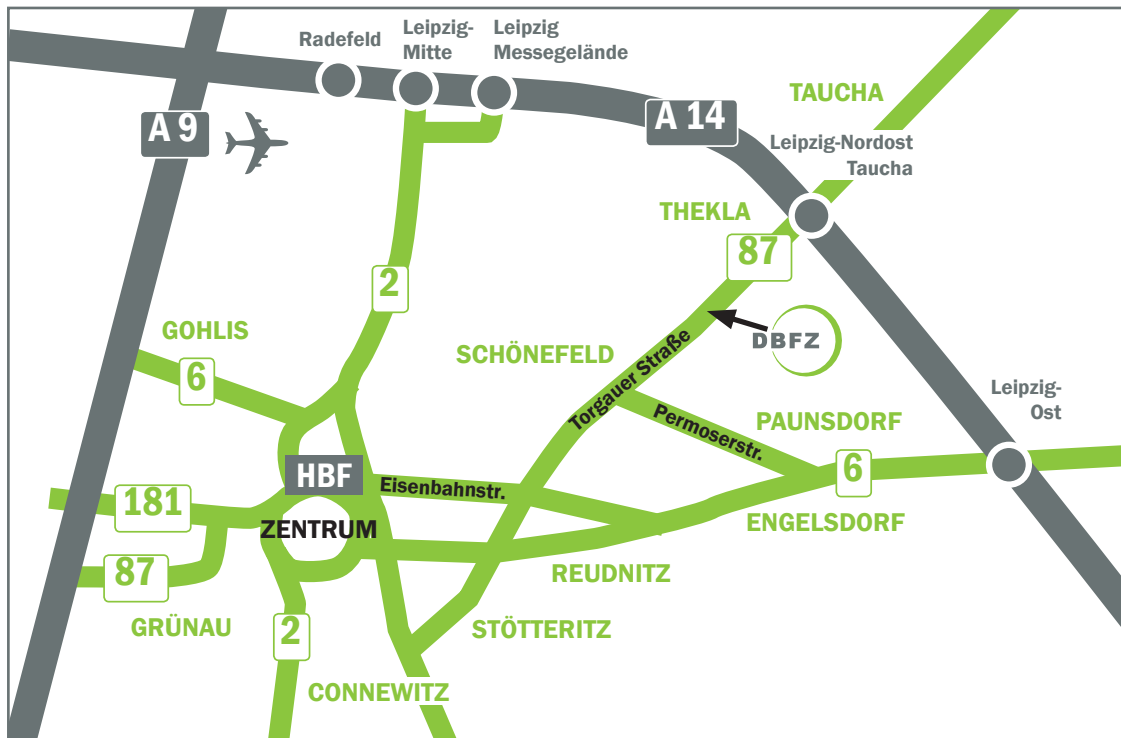 Radefeld
Leipzig-
Mitte
Leipzig
Messegelände
A 9
A 14
TAUCHA
Leipzig-Nordost
Taucha
THEKLA
87
2
GOHLIS
6
SCHÖNEFELD
Torgauer Straße
DBFZ
Leipzig-
Ost
Permoserstr.
PAUNSDORF
6
HBF
Eisenbahnstr.
181
ZENTRUM
ENGELSDORF
87
REUDNITZ
GRÜNAU
2
STÖTTERITZ
CONNEWITZ